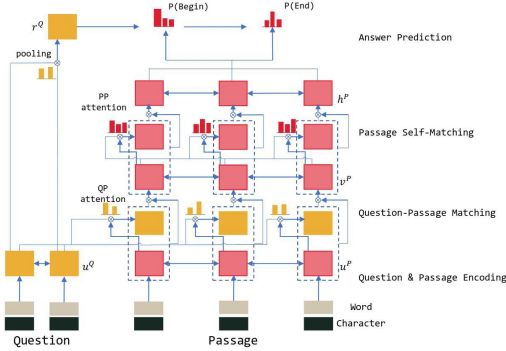 P(Begin)
P(End)
r^Q
Answer Prediction
pooling
PP
attention
h^P
Passage Self-Matching
v^P
QP
attention
Question-Passage Matching
u^Q
u^P
Question & Passage Encoding
Word
Character
Question
Passage